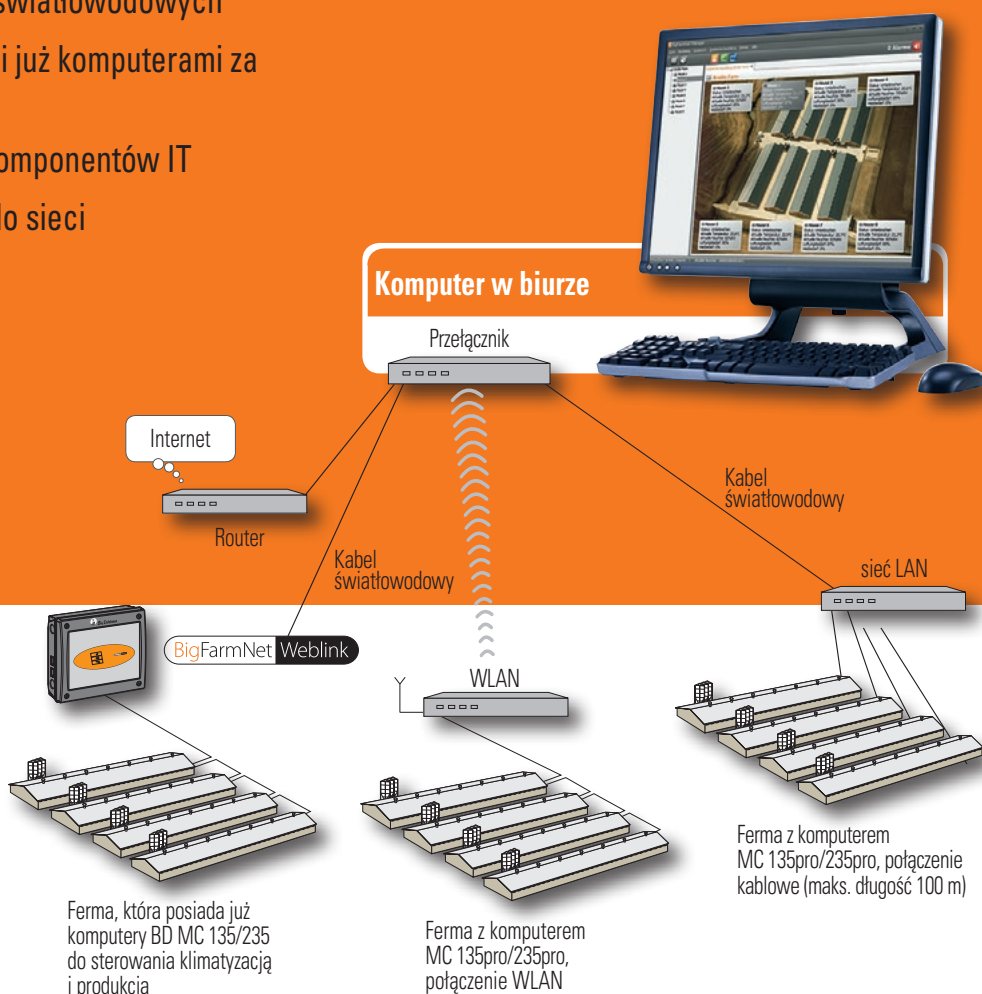 światłowodowych
i już komputerami za
komponentów IT
do sieci
Komputer w biurze
Przełącznik
Internet
Router
Kabel
światłowodowy
Kabel
światłowodowy
sieć LAN
BigFarmNet Weblink
WLAN
Ferma, która posiada już
komputery BD MC 135/235
do sterowania klimatyzacją
i produkcją
Ferma z komputerem
MC 135pro/235pro,
połączenie WLAN
Ferma z komputerem
MC 135pro/235pro, połączenie
kablowe (maks. długość 100 m)